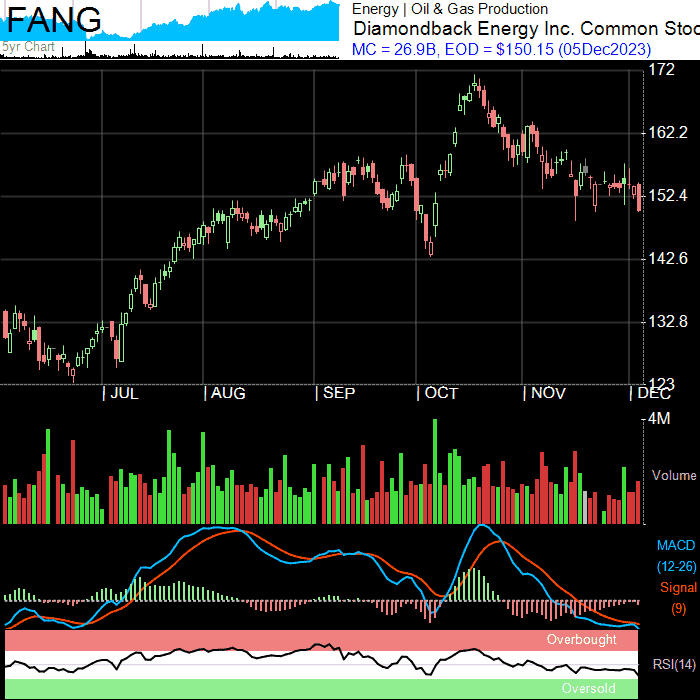 FANG
5yr Chart
Energy | Oil & Gas Production
Diamondback Energy Inc. Common Stoc
MC = 26.9B, EOD = $150.15 (05Dec2023)
172
162.2
152.4
142.6
132.8
123
JUL AUG SEP OCT NOV DEC
4M
Volume
MACD
(12-26)
Signal
(9)
Overbought
RSI(14)
Oversold